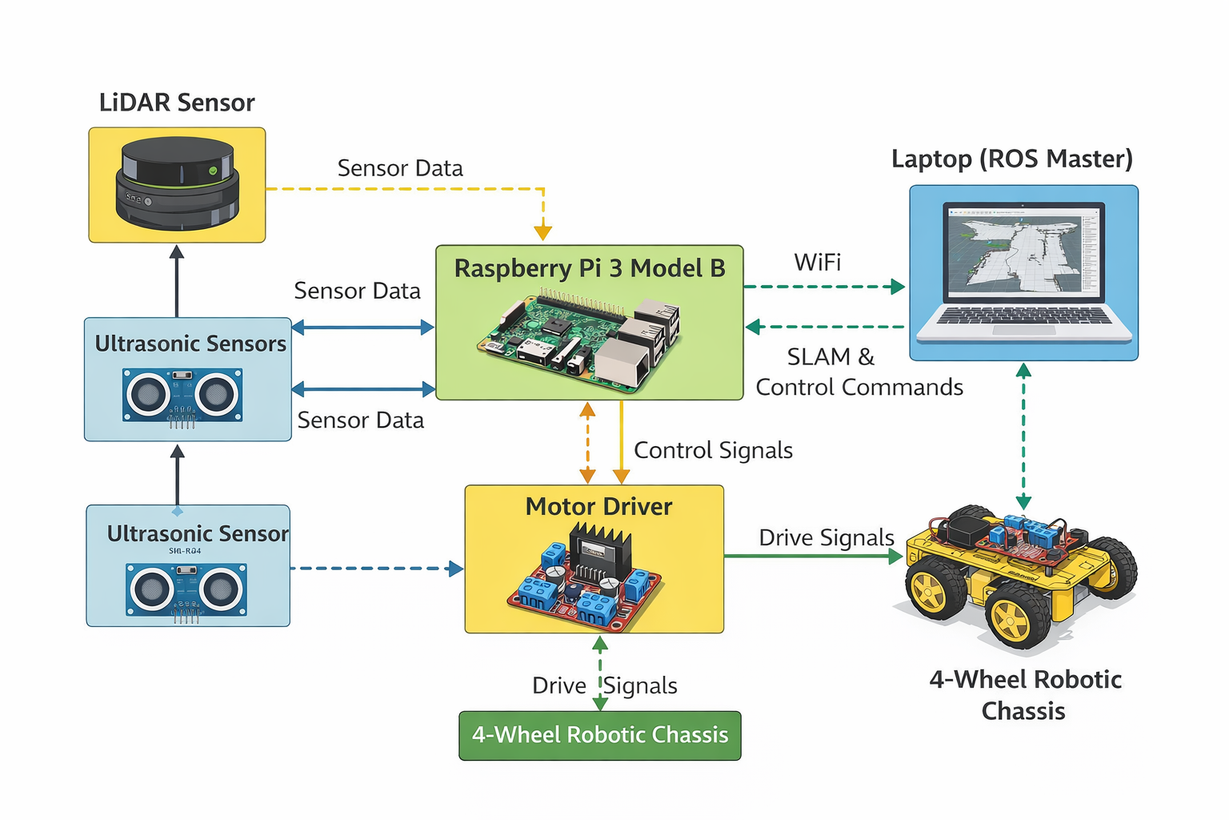 LiDAR Sensor
Sensor Data
Laptop (ROS Master)
Raspberry Pi 3 Model B
WiFi
Sensor Data
Ultrasonic Sensors
SLAM &
Control Commands
Sensor Data
Control Signals
Motor Driver
Ultrasonic Sensor
Drive Signals
Drive Signals
4-Wheel Robotic
Chassis
4-Wheel Robotic Chassis